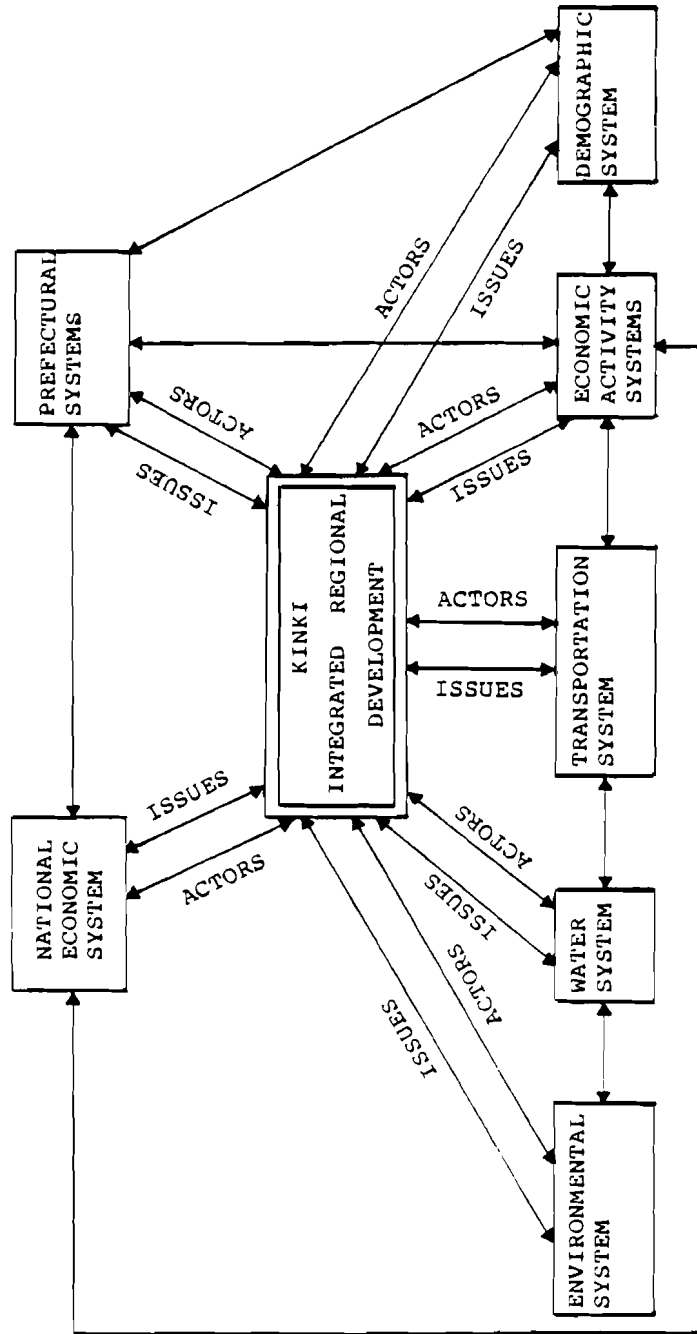 NATIONAL
ECONOMIC
SYSTEM
PREFECTURAL
SYSTEMS
ISSUES
ACTORS
ISSUES
ACTORS
KINKI
INTEGRATED REGIONAL
DEVELOPMENT
ACTORS
ISSUES
ISSUES
ACTORS
ISSUES
ACTORS
ISSUES
ACTORS
ISSUES
ACTORS
ENVIRONMENTAL
SYSTEM
WATER
SYSTEM
TRANSPORTATION
SYSTEM
ECONOMIC
ACTIVITY
SYSTEMS
DEMOGRAPHIC
SYSTEM